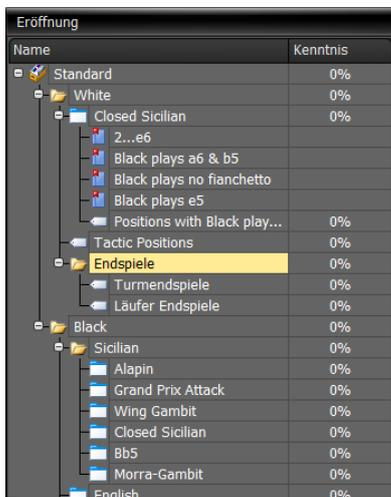 Eröffnung
Name Kenntnis
Standard 0%
White 0%
Closed Sicilian 0%
2...e6
Black plays a6 & b5
Black plays no fianchetto
Black plays e5
Positions with Black play... 0%
Tactic Positions 0%
Endspiele 0%
Turmendspiele 0%
Läufer Endspiele 0%
Black 0%
Sicilian 0%
Alapin 0%
Grand Prix Attack 0%
Wing Gambit 0%
Closed Sicilian 0%
Bb5 0%
Morra-Gambit 0%
English 0%